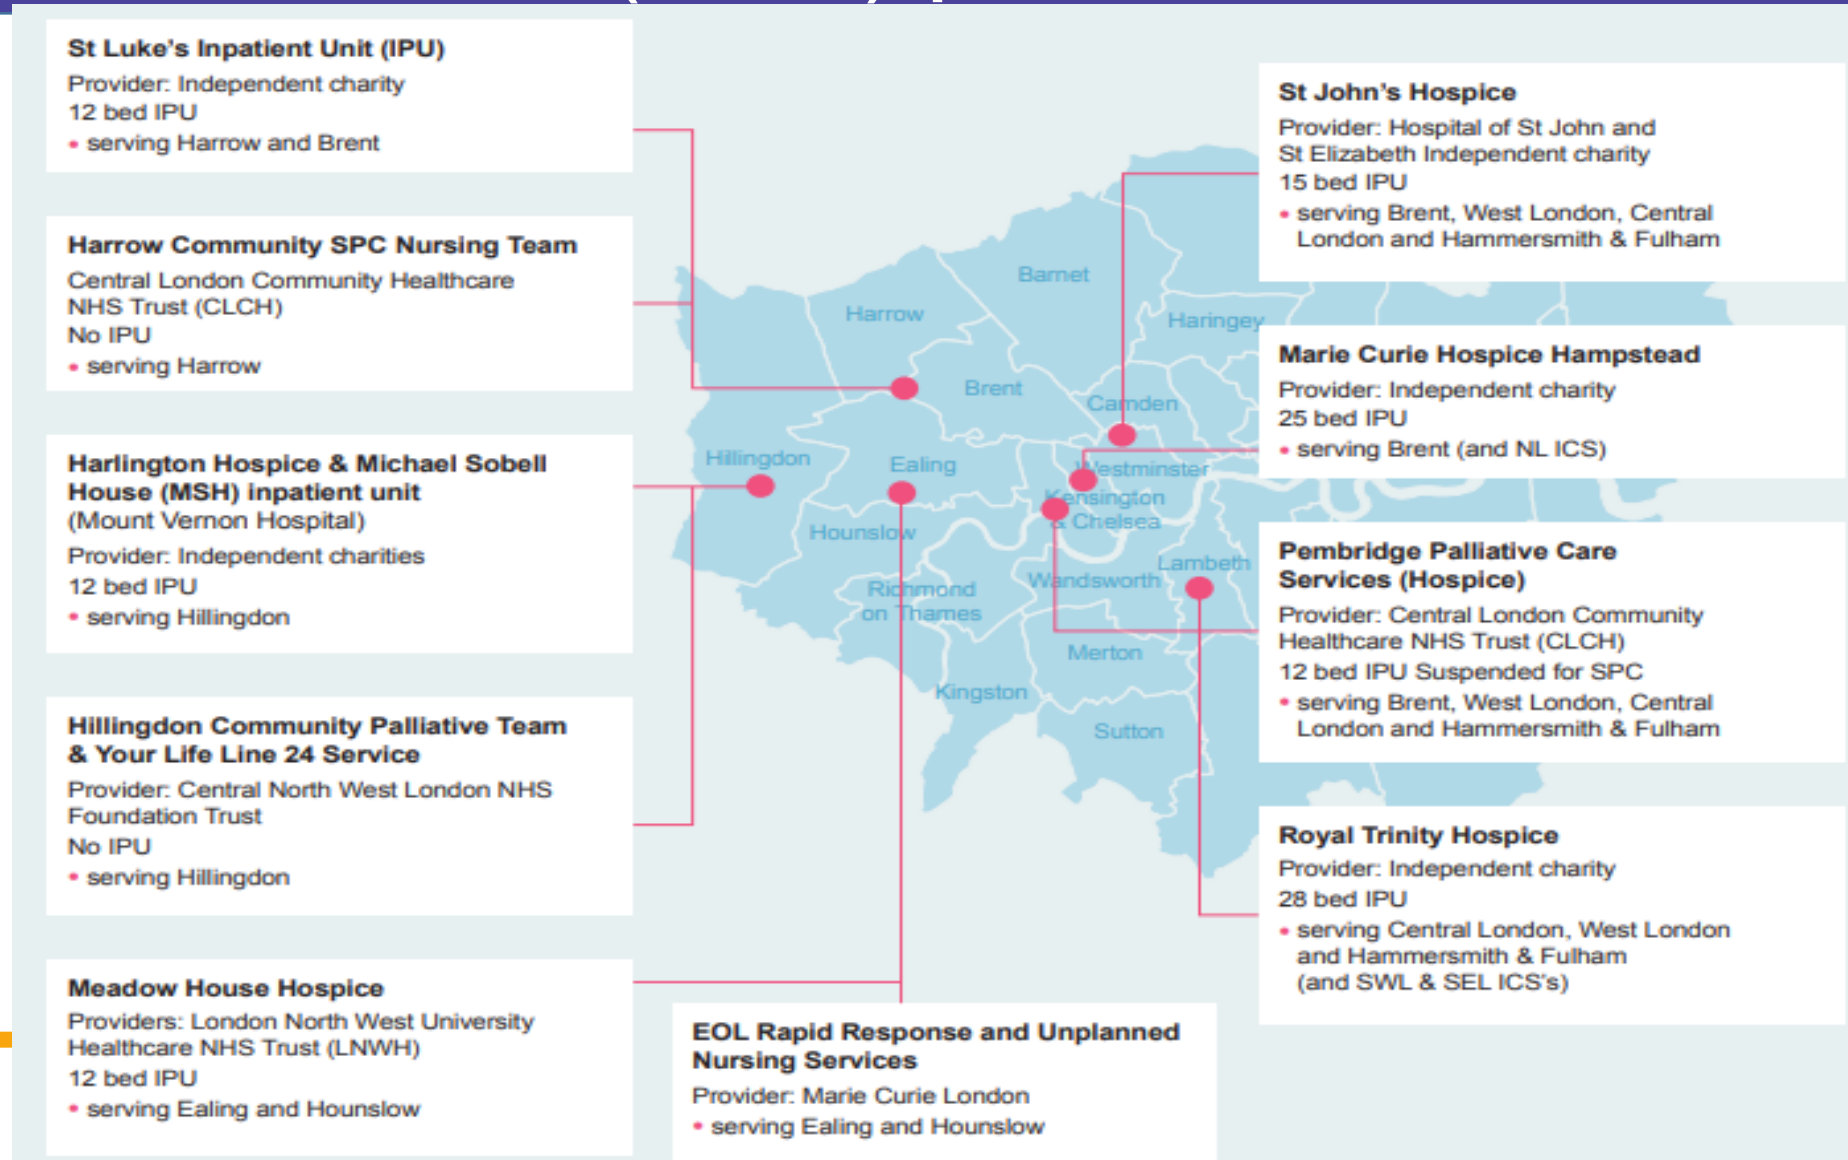 St Luke's Inpatient Unit (IPU)
Provider: Independent charity
12 bed IPU
• serving Harrow and Brent
Harrow Community SPC Nursing Team
Central London Community Healthcare
NHS Trust (CLCH)
No IPU
• serving Harrow
Harlington Hospice & Michael Sobell
House (MSH) inpatient unit
(Mount Vernon Hospital)
Provider: Independent charities
12 bed IPU
• serving Hillingdon
Hillingdon Community Palliative Team
& Your Life Line 24 Service
Provider: Central North West London NHS
Foundation Trust
No IPU
• serving Hillingdon
Meadow House Hospice
Providers: London North West University
Healthcare NHS Trust (LNWH)
12 bed IPU
• serving Ealing and Hounslow
EOL Rapid Response and Unplanned
Nursing Services
Provider: Marie Curie London
• serving Ealing and Hounslow
Barnet
Harrow
Haringey
Brent
Camden
Hillingdon
Ealing
Westminster
Kensington
& Chelsea
Hounslow
Lambeth
Wandsworth
Richmond
on Thames
Merton
Kingston
Sutton
St John's Hospice
Provider: Hospital of St John and
St Elizabeth Independent charity
15 bed IPU
• serving Brent, West London, Central
London and Hammersmith & Fulham
Marie Curie Hospice Hampstead
Provider: Independent charity
25 bed IPU
• serving Brent (and NL ICS)
Pembridge Palliative Care
Services (Hospice)
Provider: Central London Community
Healthcare NHS Trust (CLCH)
12 bed IPU Suspended for SPC
• serving Brent, West London, Central
London and Hammersmith & Fulham
Royal Trinity Hospice
Provider: Independent charity
28 bed IPU
• serving Central London, West London
and Hammersmith & Fulham
(and SWL & SEL ICS's)